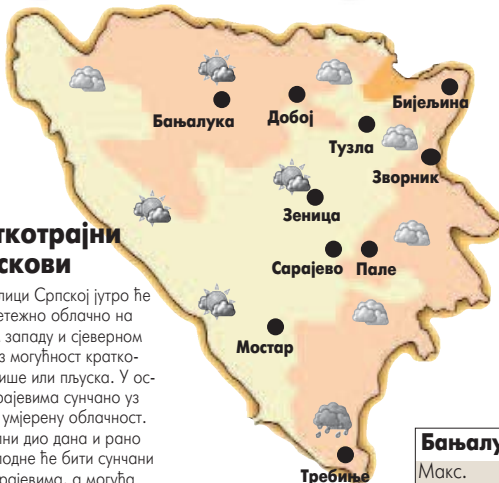 Бањалука
Добој
Бијељина
Тузла
Зворник
Зеница
Сарајево
Пале
Мостар
Требиње
ткотрајни
скови
лици Српској јутро ће
етежно облачно на
западу и сјеверном
з могућност кратко-
ише или пљуска. У ос-
рајевима сунчано уз
умјерену облачност.
ни дио дана и рано
подне ће бити сунчани
рајевима, а могућа
Бањалу
Макс.